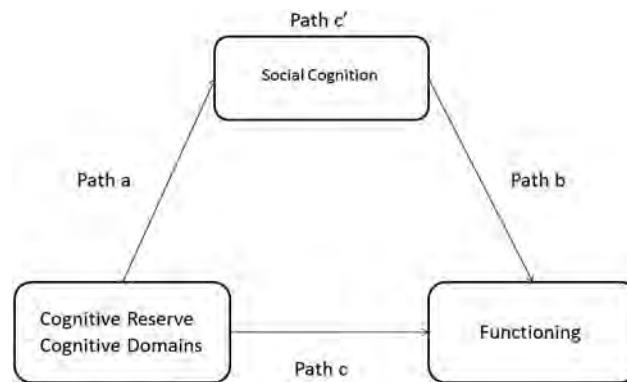 Path c’
Social Cognition
Path a
Path b
Cognitive Reserve
Cognitive Domains
Functioning
Path c